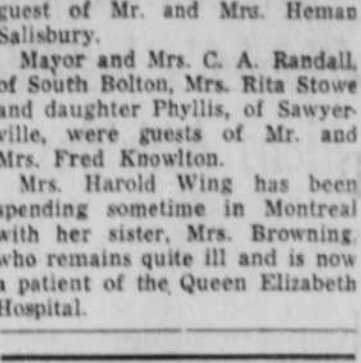 guest of Mr. and Mrs. Heman
Salisbury.
Mayor and Mrs. C. A. Randall,
of South Bolton, Mrs. Rita Stowe
and daughter Phyllis, of Sawyer-
ville, were guests of Mr. and
Mrs. Fred Knowlton.
Mrs. Harold Wing has been
spending sometime in Montreal
with her sister, Mrs. Browning,
who remains quite ill and is now
a patient of the Queen Elizabeth
Hospital.